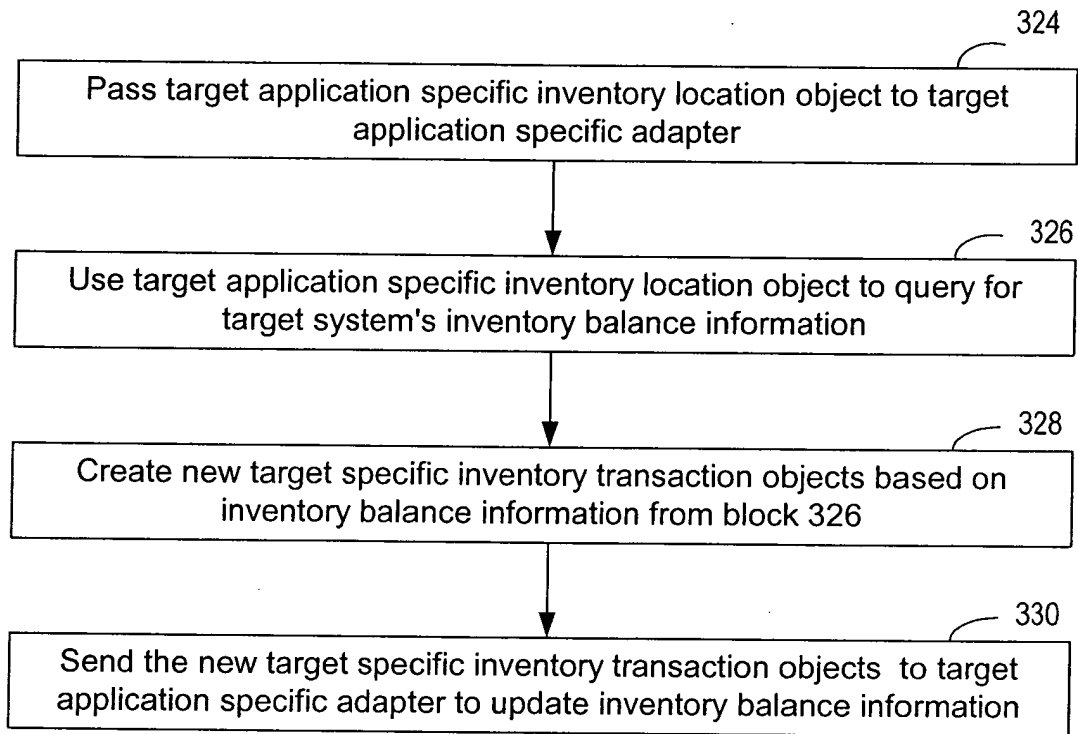 324
Pass target application specific inventory location object to target
application specific adapter
326
Use target application specific inventory location object to query for
target system's inventory balance information
328
Create new target specific inventory transaction objects based on
inventory balance information from block 326
330
Send the new target specific inventory transaction objects to target
application specific adapter to update inventory balance information